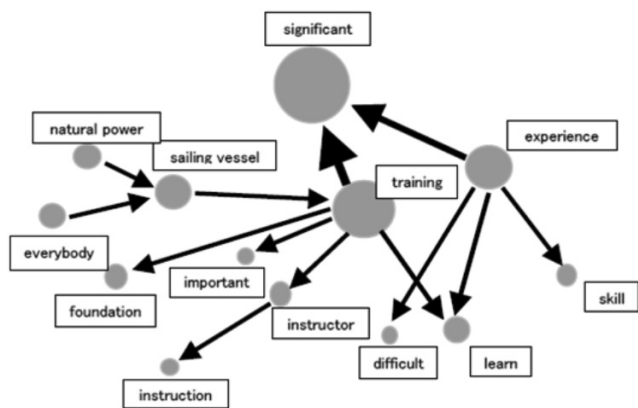 significant
natural power
experience
sailing vessel
training
everybody
important
foundation
skill
instructor
difficult
learn
instruction